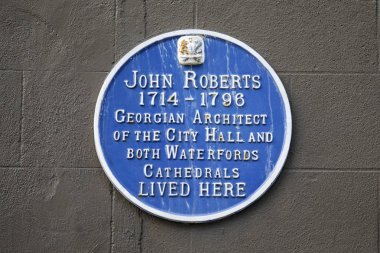 JOHN ROBERTS
1714-1796
GEORGIAN ARCHITECT
OF THE CITY HALL AND
BOTH WATERFORDS
CATHEDRALS
LIVED HERE